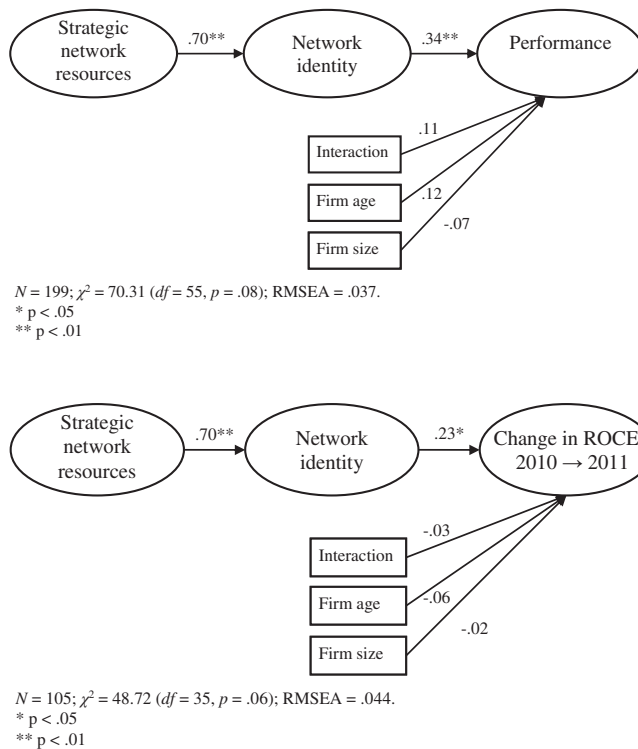 Strategic
network
resources
.70**
Network
identity
.34**
Performance
Interaction
.11
Firm age
.12
Firm size
-.07
N = 199; χ² = 70.31 (df = 55, p = .08); RMSEA = .037.
* p < .05
** p < .01
Strategic
network
resources
.70**
Network
identity
.23*
Change in ROCE
2010 → 2011
Interaction
-.03
Firm age
-.06
Firm size
-.02
N = 105; χ² = 48.72 (df = 35, p = .06); RMSEA = .044.
* p < .05
** p < .01